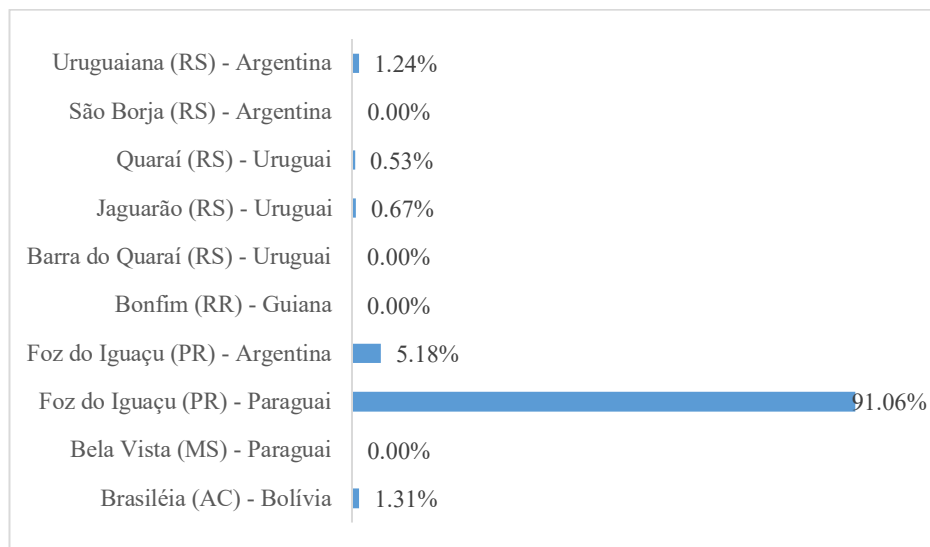 Uruguaiana (RS) - Argentina 1.24%
São Borja (RS) - Argentina 0.00%
Quaraí (RS) - Uruguai 0.53%
Jaguarão (RS) - Uruguai 0.67%
Barra do Quaraí (RS) - Uruguai 0.00%
Bonfim (RR) - Guiana 0.00%
Foz do Iguaçu (PR) - Argentina 5.18%
Foz do Iguaçu (PR) - Paraguai 91.06%
Bela Vista (MS) - Paraguai 0.00%
Brasiléia (AC) - Bolívia 1.31%